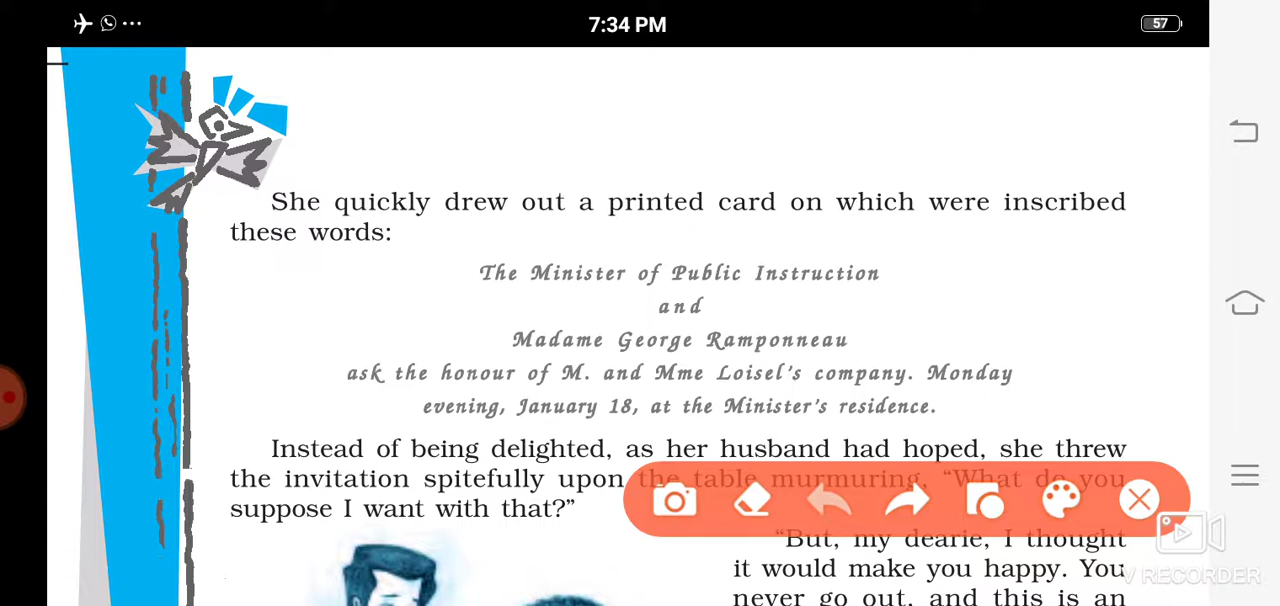 7:34 PM
57
She quickly drew out a printed card on which were inscribed
these words:
The Minister of Public Instruction
and
Madame George Ramponneau
ask the honour of M. and Mme Loisel's company. Monday
evening, January 18, at the Minister's residence.
Instead of being delighted, as her husband had hoped, she threw
the invitation spitefully upon the table murmuring, “What do you
suppose I want with that?”
“But, my dearie, I thought
it would make you happy. You
never go out, and this is an
V RECORDER